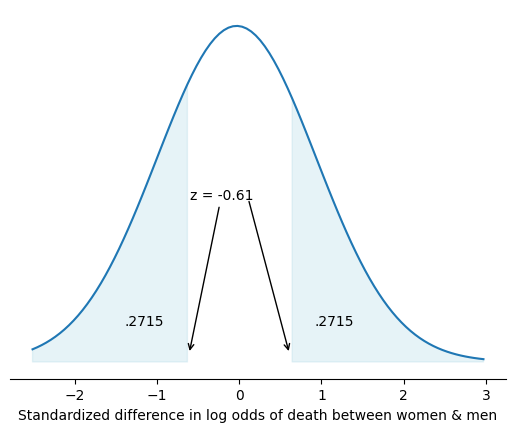 z = -0.61
.2715 .2715
−2 −1 0 1 2 3
Standardized difference in log odds of death between women & men